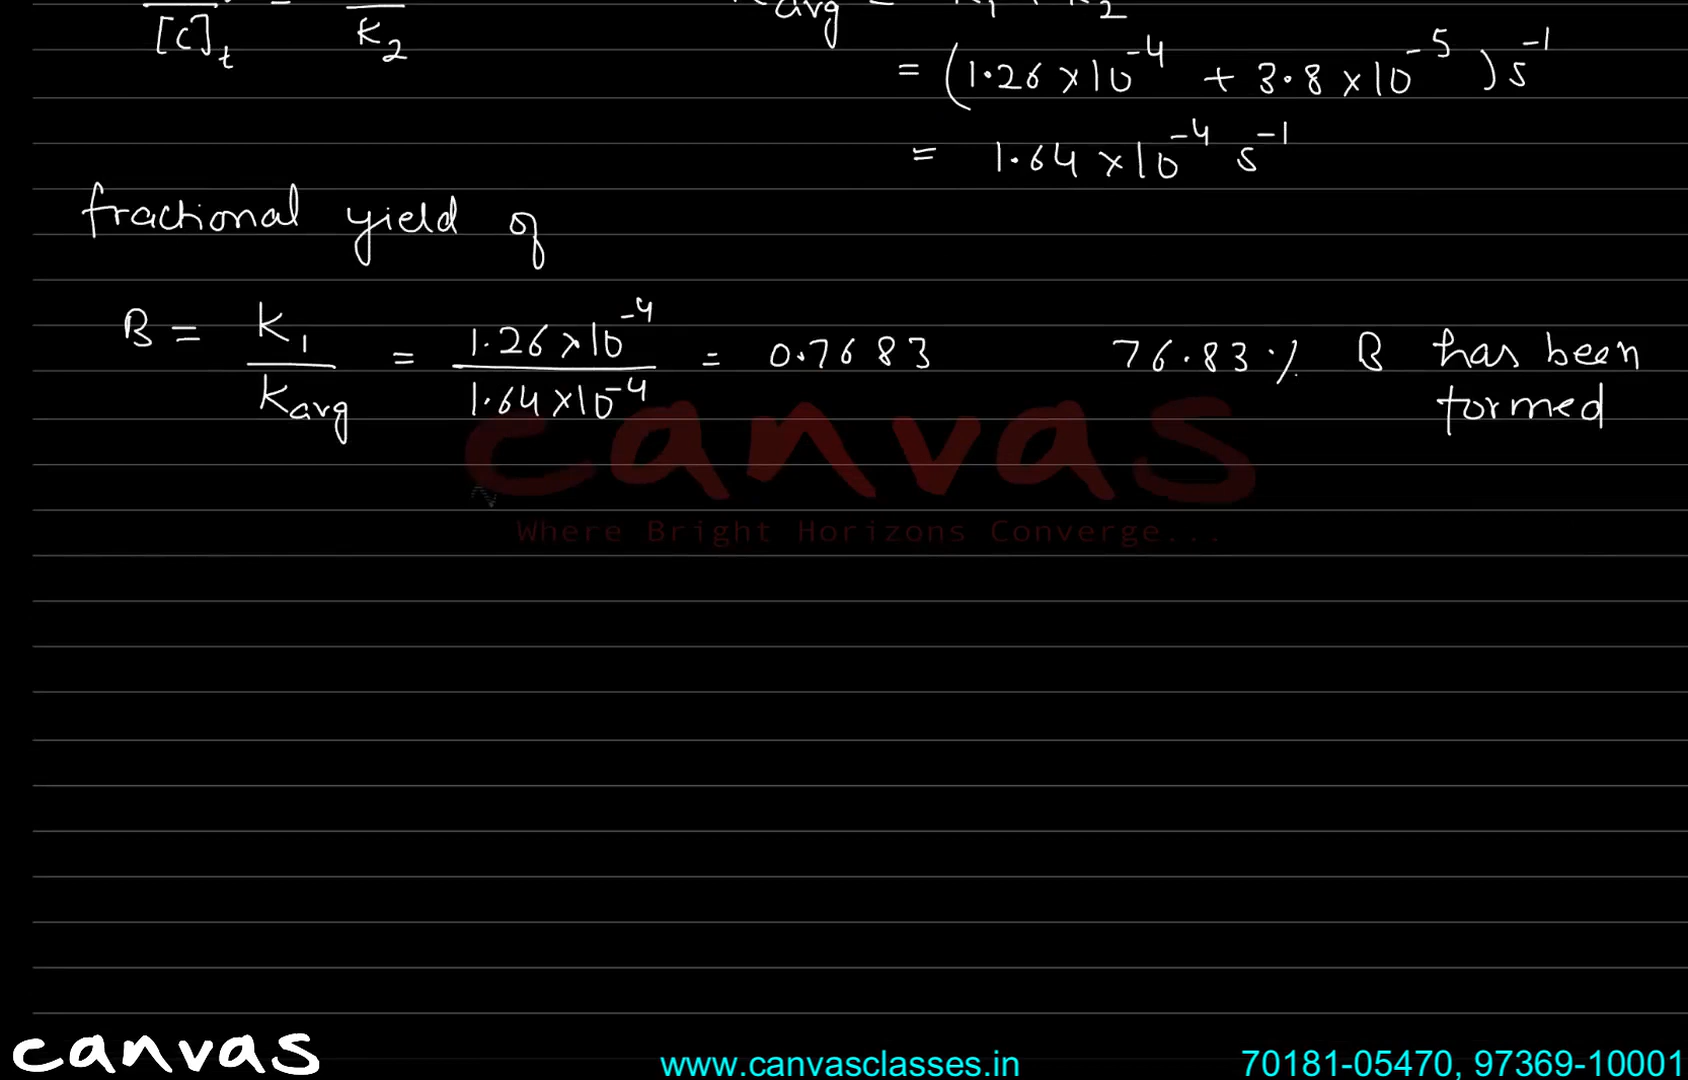 [C]t = K2
Kavg = K1 + K2
= (1.26 × 10^-4 + 3.8 × 10^-5) s^-1
= 1.64 × 10^-4 s^-1
fractional yield of
B = K1 / Kavg = 1.26 × 10^-4 / 1.64 × 10^-4 = 0.7683 76.83 % B has been
formed
canvas
Where Bright Horizons Converge...
canvas www.canvasclasses.in 70181-05470, 97369-10001